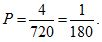 P = 4/720 = 1/180.